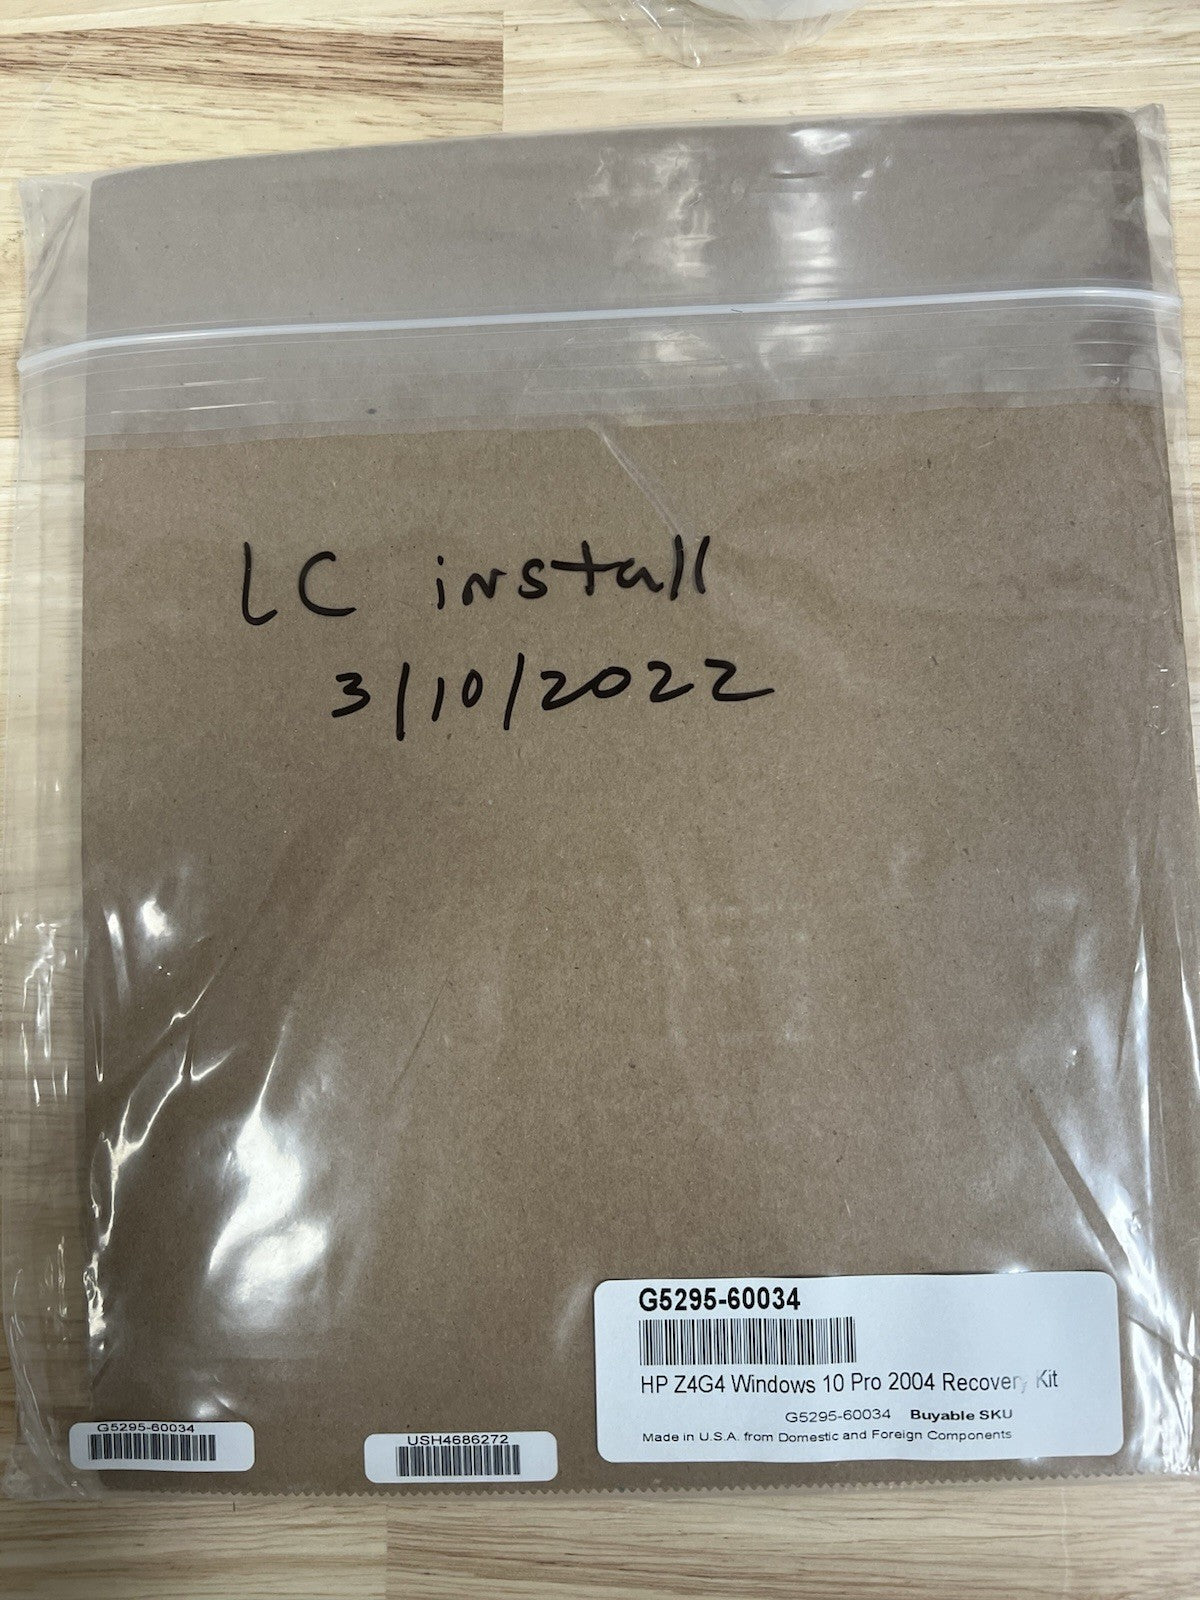 LC install
3/10/2022
G5295-60034
HP Z4G4 Windows 10 Pro 2004 Recovery Kit
G5295-60034 Buyable SKU
Made in U.S.A. from Domestic and Foreign Components
G5295-60034
USH4686272